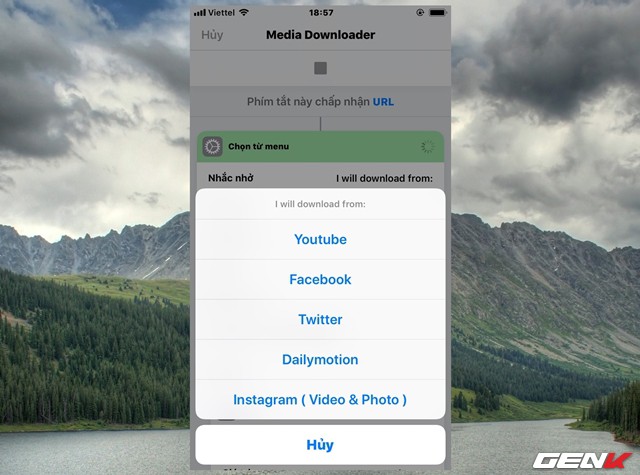 Viettel 18:57
Hủy Media Downloader
Phím tắt này chấp nhận URL
Chọn từ menu
Nhắc nhở I will download from:
I will download from:
Youtube
Facebook
Twitter
Dailymotion
Instagram ( Video & Photo )
Hủy
GENK